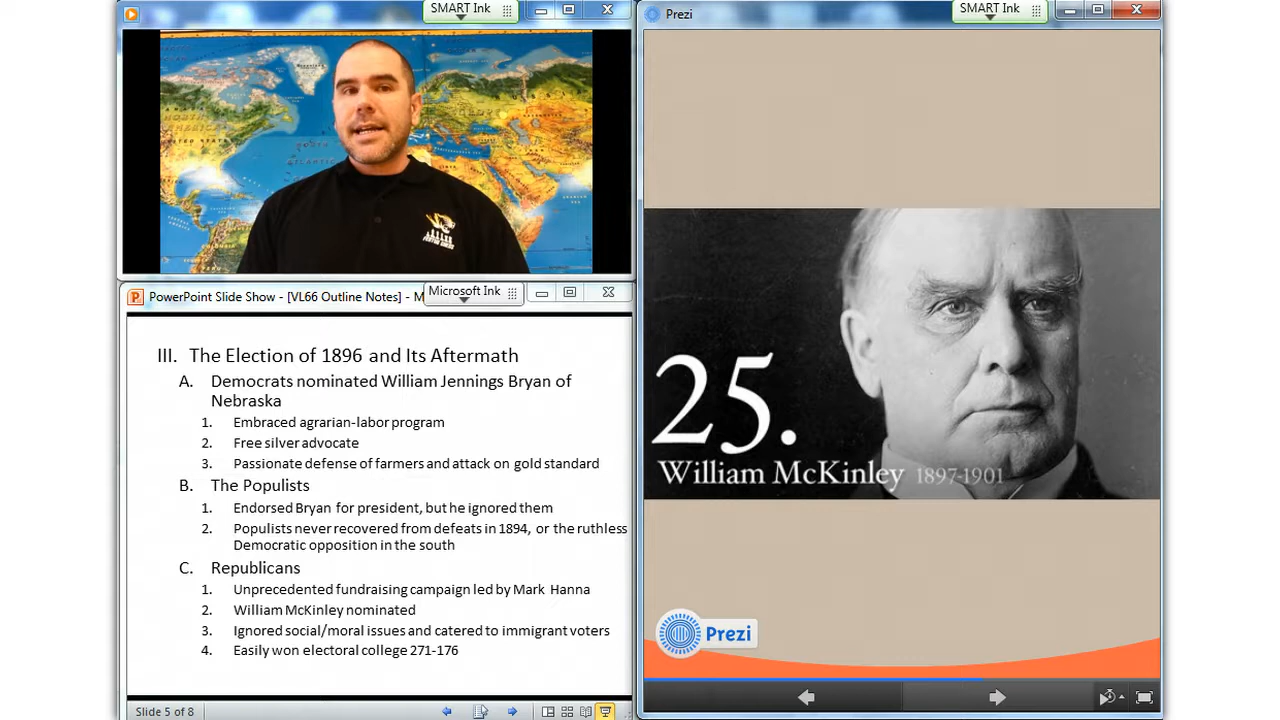 SMART Ink
PowerPoint Slide Show - [VL66 Outline Notes] - M
Microsoft Ink
III. The Election of 1896 and Its Aftermath
A. Democrats nominated William Jennings Bryan of
Nebraska
1. Embraced agrarian-labor program
2. Free silver advocate
3. Passionate defense of farmers and attack on gold standard
B. The Populists
1. Endorsed Bryan for president, but he ignored them
2. Populists never recovered from defeats in 1894, or the ruthless
Democratic opposition in the south
C. Republicans
1. Unprecedented fundraising campaign led by Mark Hanna
2. William McKinley nominated
3. Ignored social/moral issues and catered to immigrant voters
4. Easily won electoral college 271-176
Slide 5 of 8
Prezi
SMART Ink
25.
William McKinley 1897-1901
Prezi